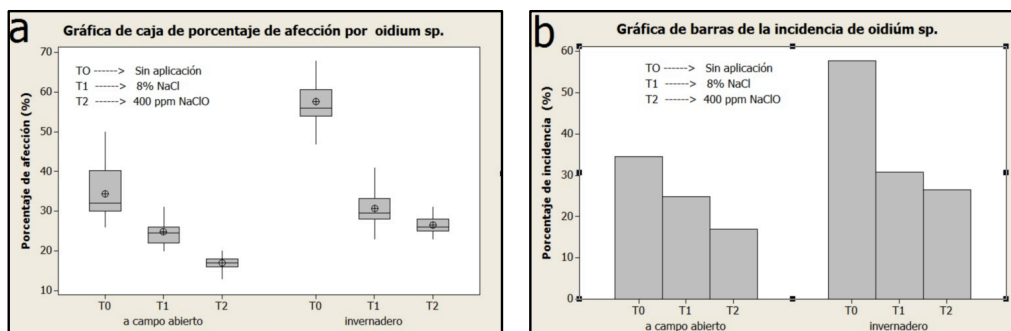 a
Gráfica de caja de porcentaje de afección por oidium sp.
Porcentaje de afección (%)
70
60
50
40
30
20
10
TO ------> Sin aplicación
T1 ------> 8% NaCl
T2 ------> 400 ppm NaClO
T0 T1 T2 T0 T1 T2
a campo abierto invernadero
b
Gráfica de barras de la incidencia de oidiúm sp.
Porcentaje de incidencia (%)
60
50
40
30
20
10
0
TO ------> Sin aplicación
T1 ------> 8% NaCl
T2 ------> 400 ppm NaClO
T0 T1 T2 T0 T1 T2
a campo abierto invernadero